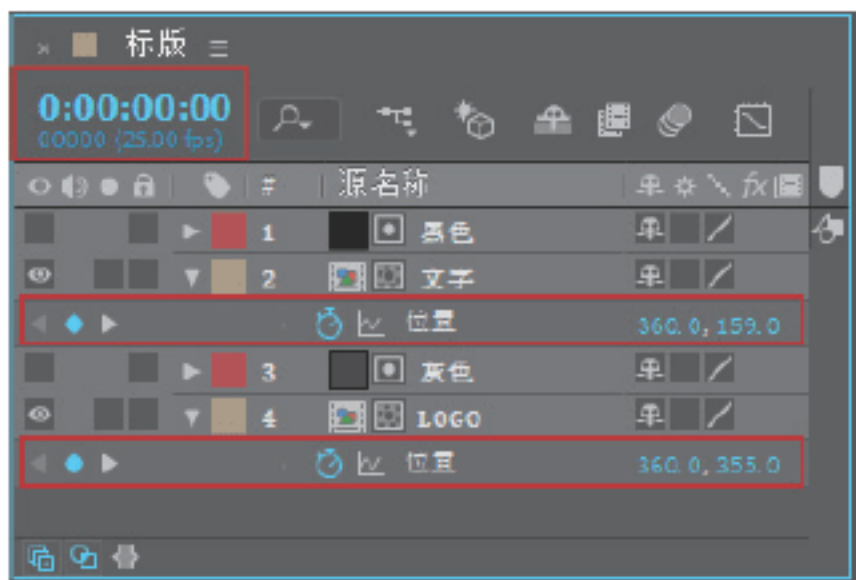 标版
0:00:00:00
00000 (25.00 fps)
# 源名称 fx
1 黑色
2 文字
位置 360.0, 159.0
3 灰色
4 LOGO
位置 360.0, 355.0